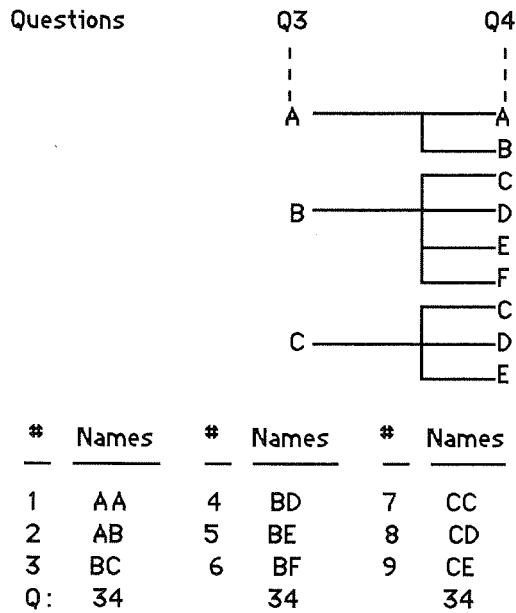 Questions Q3 Q4
A A
B
C
B D
E
F
C
C D
E
# Names # Names # Names
1 AA 4 BD 7 CC
2 AB 5 BE 8 CD
3 BC 6 BF 9 CE
Q: 34 34 34